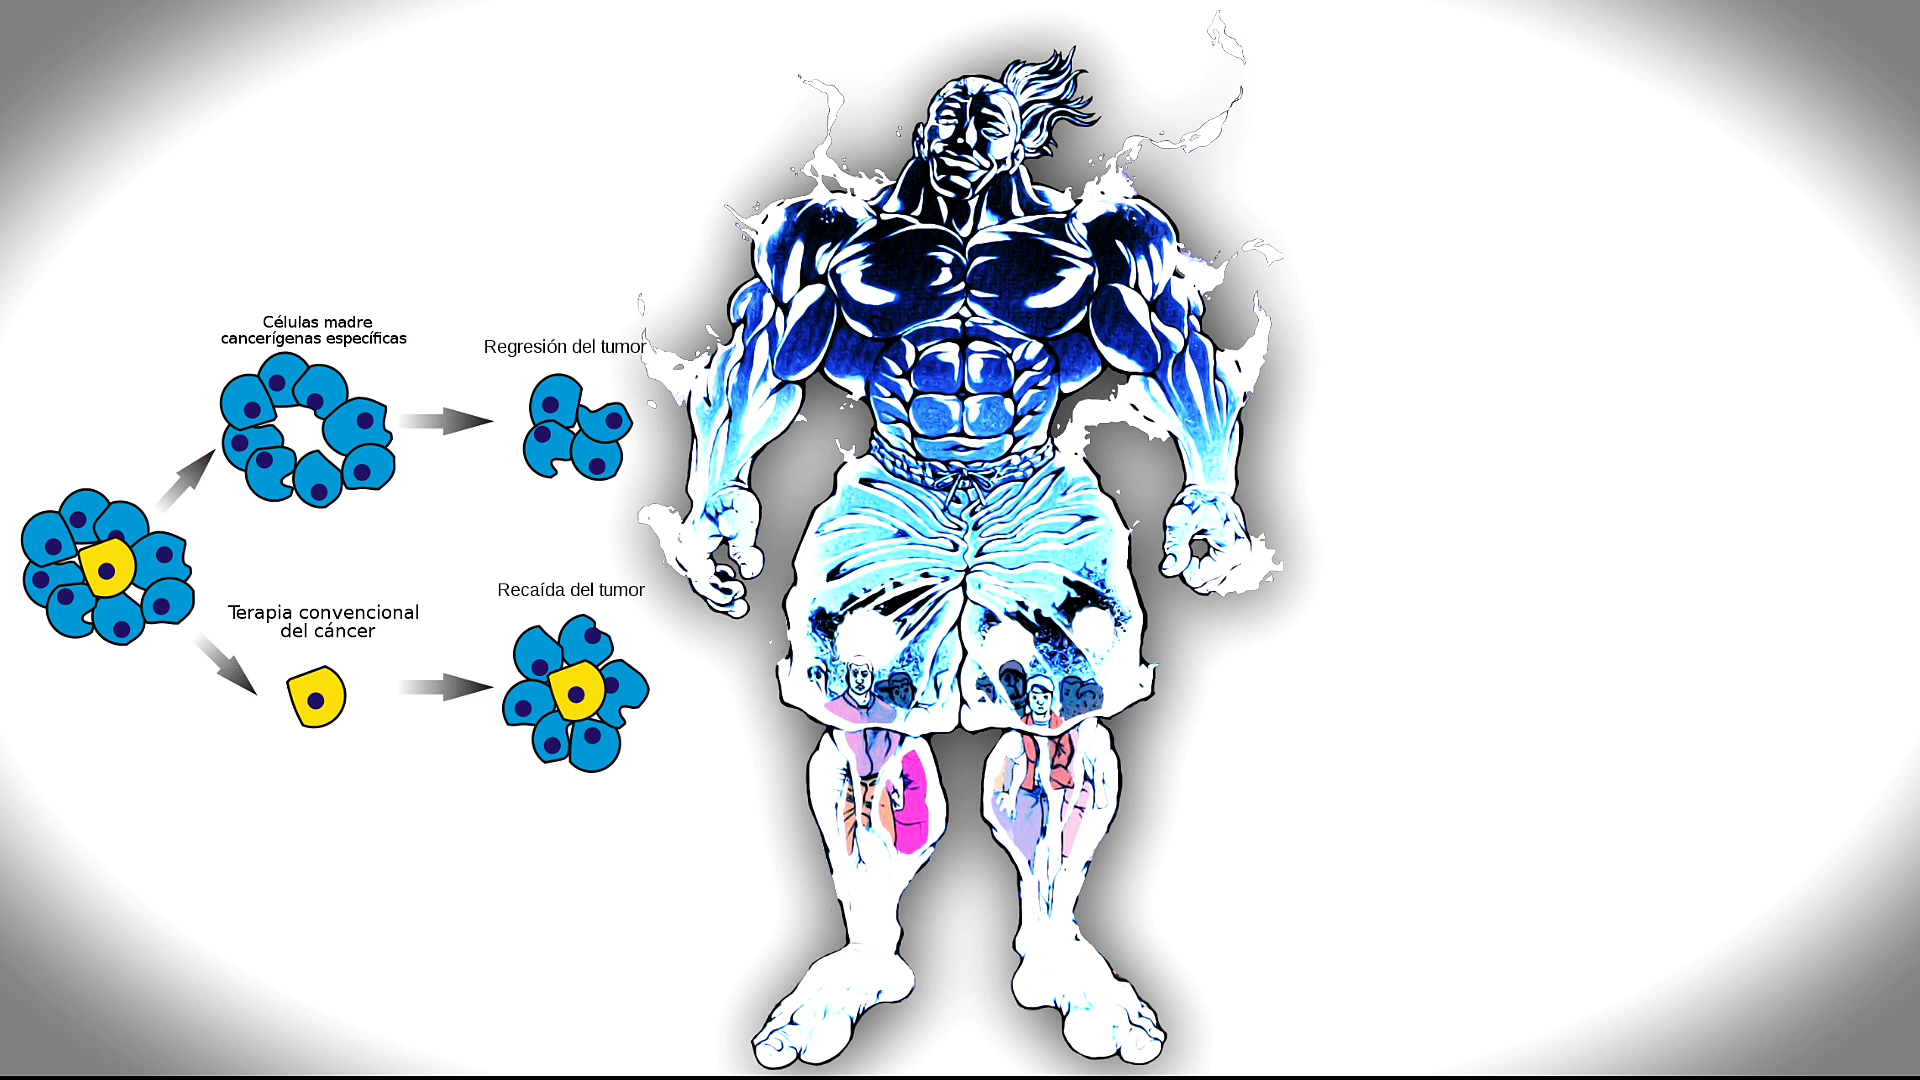 Células madre
cancerígenas específicas
Regresión del tumor
Terapia convencional
del cáncer
Recaída del tumor